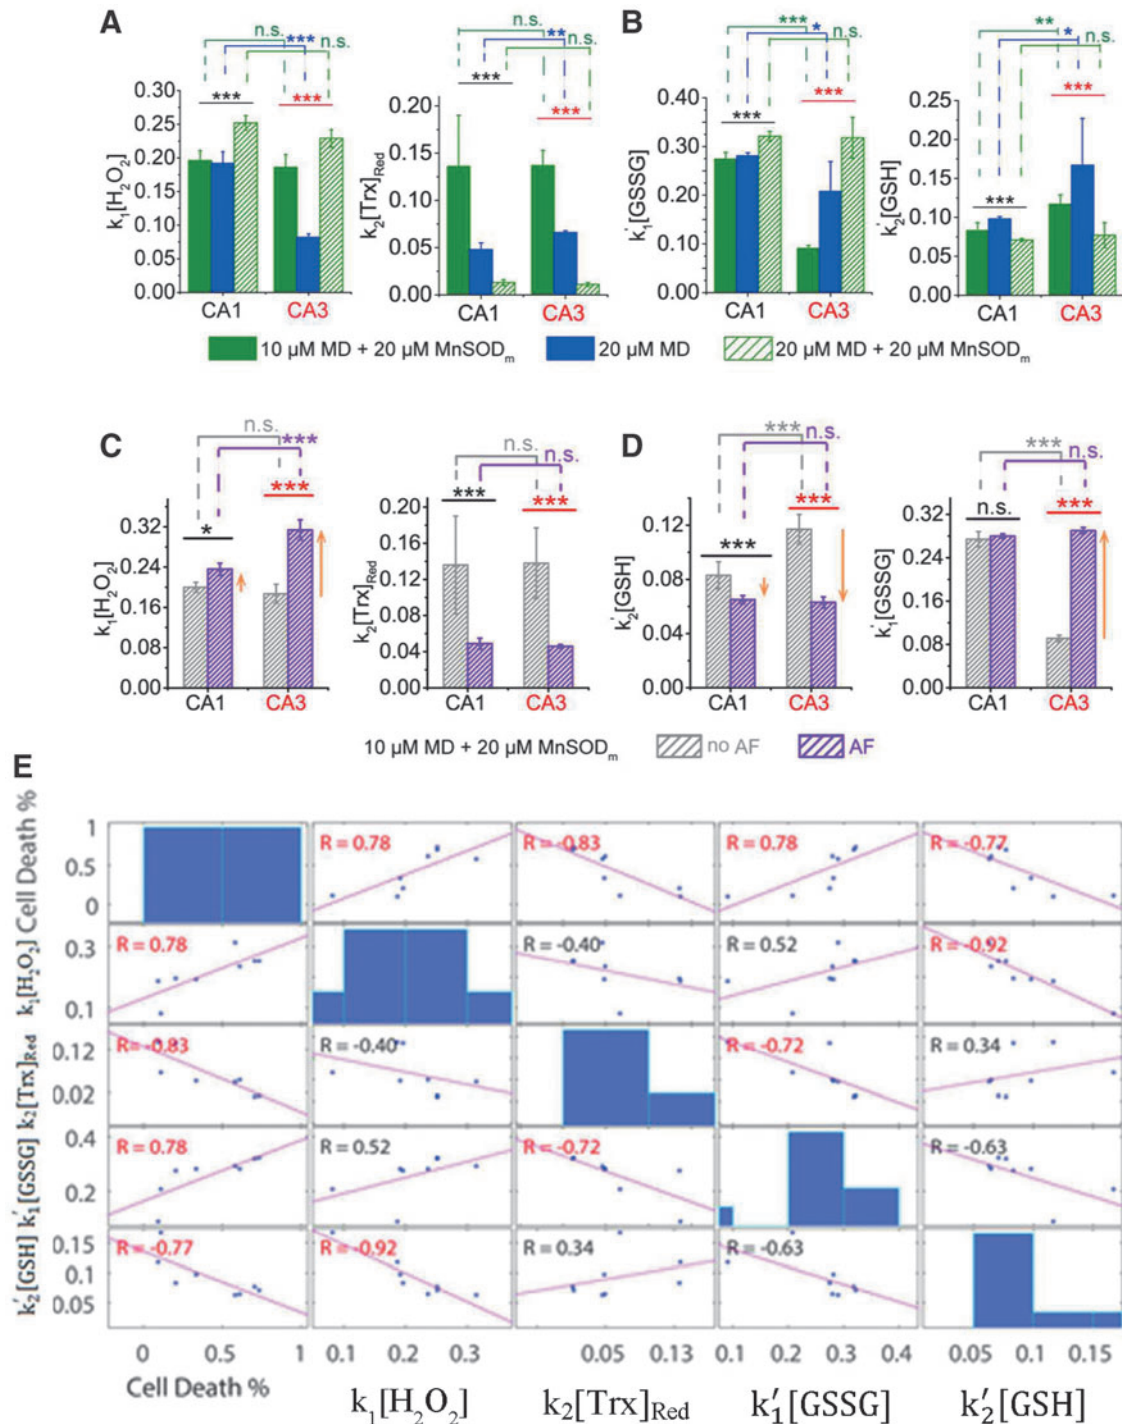 A
B
n.s.
***
n.s.
n.s.
**
n.s.
***
*
n.s.
**
*
n.s.
k₁[H₂O₂]
0.30
0.25
0.20
0.15
0.10
0.05
0.00
***
***
CA1
CA3
k₂[Trx]Red
0.20
0.15
0.10
0.05
0.00
***
***
CA1
CA3
k₁′[GSSG]
0.40
0.30
0.20
0.10
0.00
***
***
CA1
CA3
k₂′[GSH]
0.25
0.20
0.15
0.10
0.05
0.00
***
***
CA1
CA3
10 µM MD + 20 µM MnSODₘ
20 µM MD
20 µM MD + 20 µM MnSODₘ
C
D
n.s.
***
n.s.
n.s.
***
n.s.
***
n.s.
k₁[H₂O₂]
0.32
0.24
0.16
0.08
0.00
*
***
CA1
CA3
k₂[Trx]Red
0.20
0.16
0.12
0.08
0.04
0.00
***
***
CA1
CA3
k₂′[GSH]
0.12
0.08
0.04
0.00
***
***
CA1
CA3
k₁′[GSSG]
0.32
0.24
0.16
0.08
0.00
n.s.
***
CA1
CA3
10 µM MD + 20 µM MnSODₘ
no AF
AF
E
Cell Death %
1
0.5
0
R = 0.78
R = -0.83
R = 0.78
R = -0.77
k₁[H₂O₂]
0.3
0.1
R = 0.78
R = -0.40
R = 0.52
R = -0.92
k₂[Trx]Red
0.12
0.02
R = -0.83
R = -0.40
R = -0.72
R = 0.34
k₁′[GSSG]
0.4
0.2
R = 0.78
R = 0.52
R = -0.72
R = -0.63
k₂′[GSH]
0.15
0.1
0.05
R = -0.77
R = -0.92
R = 0.34
R = -0.63
0 0.5 1
0.1 0.2 0.3
0.05 0.13
0.1 0.2 0.3 0.4
0.05 0.1 0.15
Cell Death %
k₁[H₂O₂]
k₂[Trx]Red
k₁′[GSSG]
k₂′[GSH]